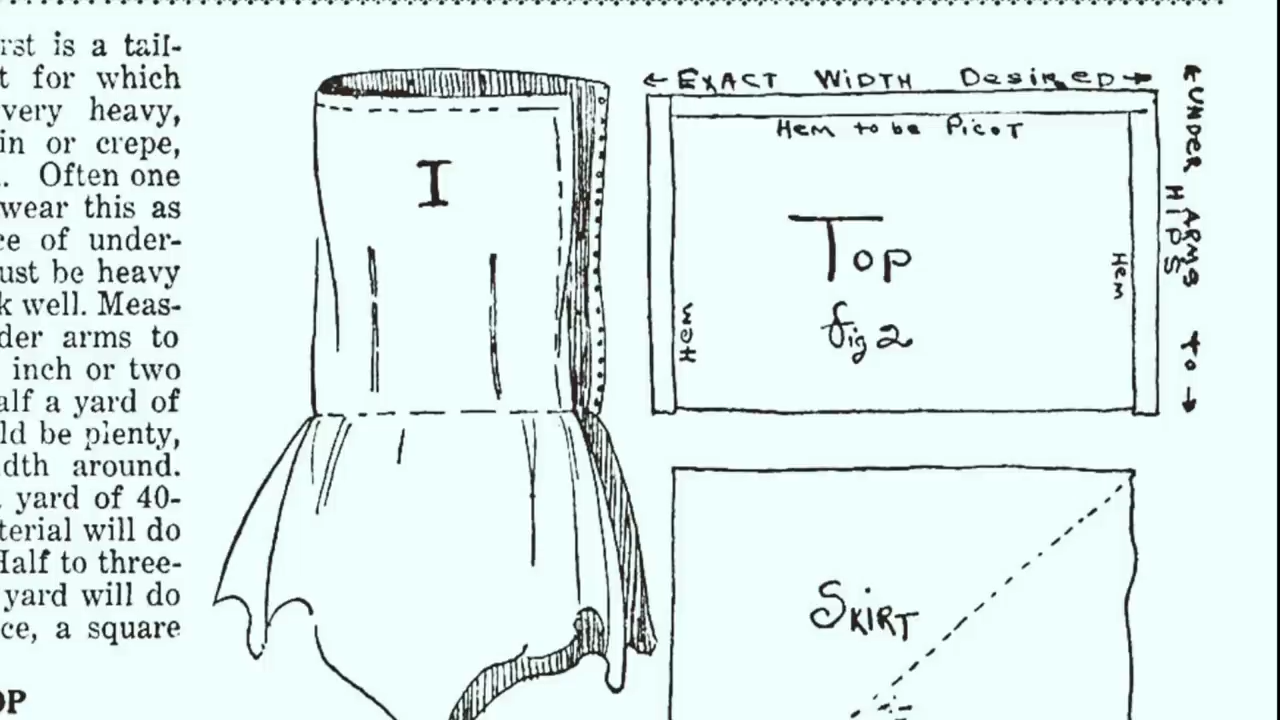 rst is a tail-
t for which
very heavy,
in or crepe,
. Often one
wear this as
ce of under-
ust be heavy
k well. Meas-
der arms to
inch or two
alf a yard of
ld be plenty,
dth around.
yard of 40-
terial will do
Half to three-
yard will do
ce, a square
OP
I
EXACT WIDTH DESIRED
Hem to be Picot
TOP
fig 2
Hem
Hem
UNDER ARMS TO
HIPS
SKIRT